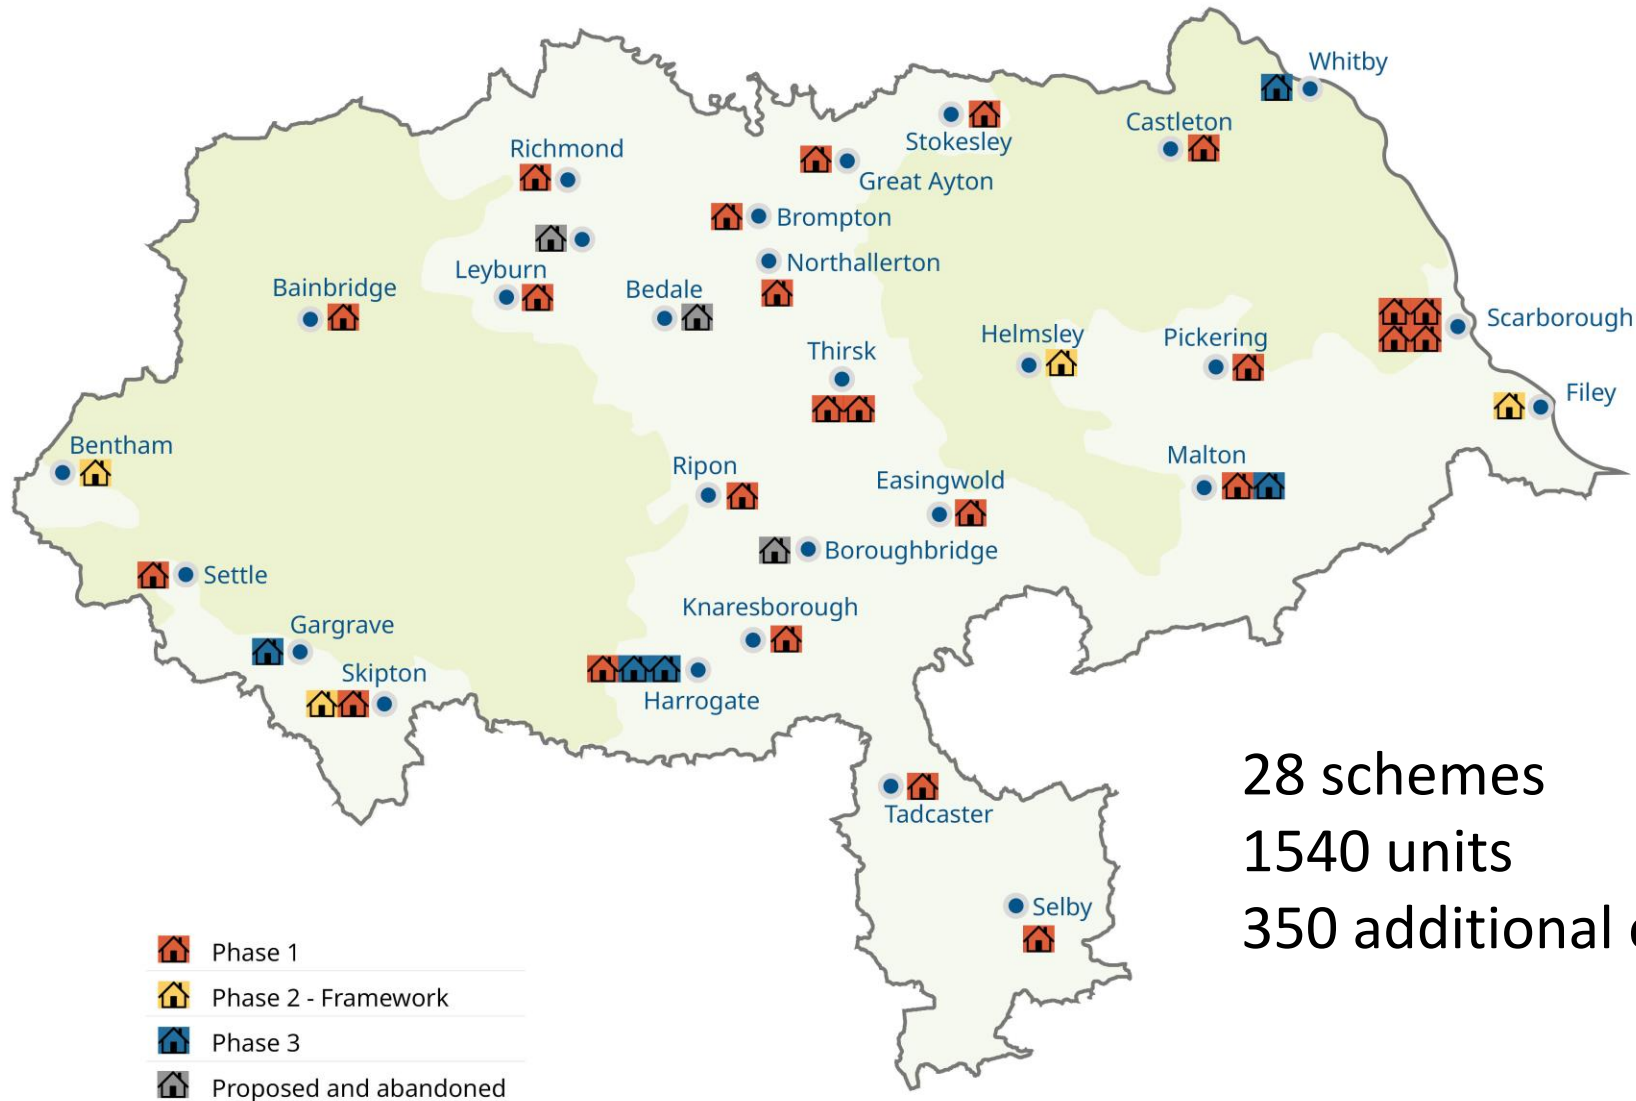 Whitby
Castleton
Stokesley
Richmond
Great Ayton
Brompton
Northallerton
Leyburn
Bainbridge
Bedale
Scarborough
Helmsley
Pickering
Thirsk
Filey
Bentham
Malton
Ripon
Easingwold
Boroughbridge
Settle
Knaresborough
Gargrave
Skipton
Harrogate
Tadcaster
Selby
28 schemes
1540 units
350 additional
Phase 1
Phase 2 - Framework
Phase 3
Proposed and abandoned